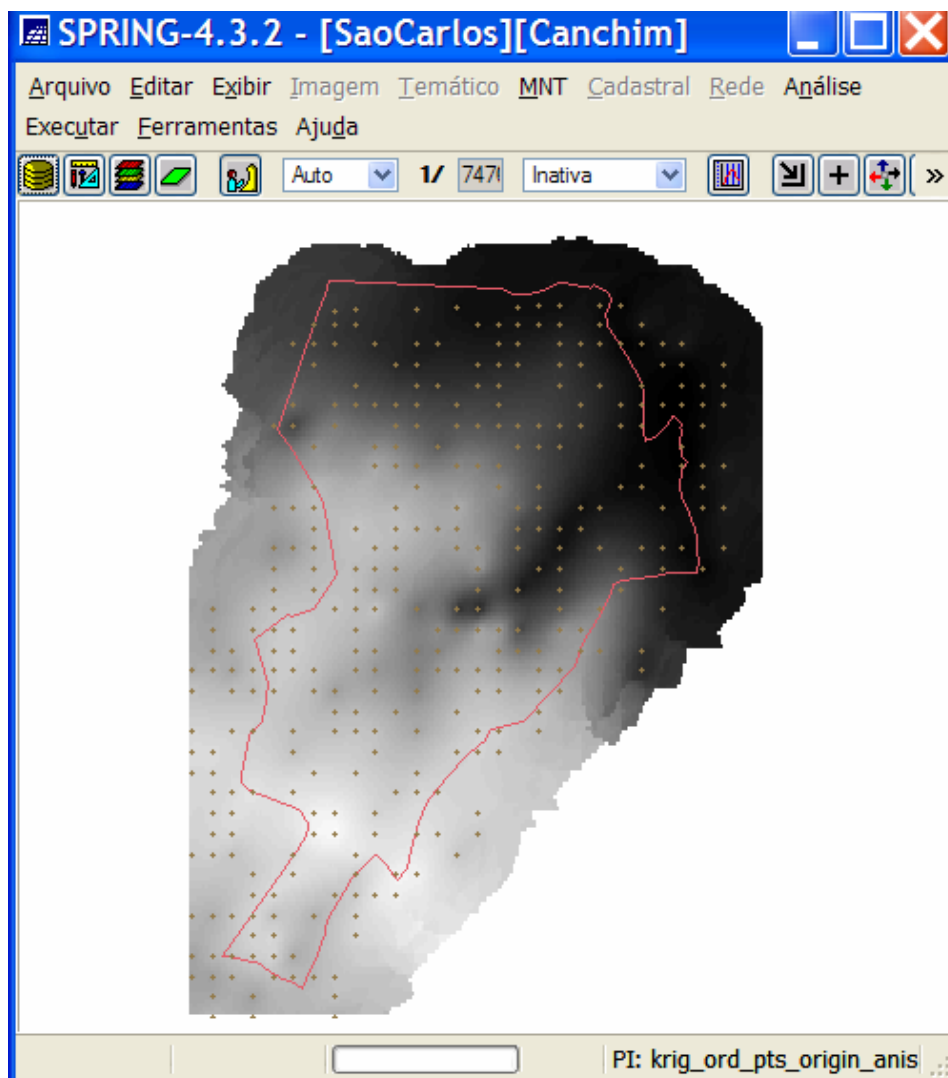 SPRING-4.3.2 - [SaoCarlos][Canchim]
Arquivo Editar Exibir Imagem Temático MNT Cadastral Rede Análise
Executar Ferramentas Ajuda
Auto 1/ 7470 Inativa »
PI: krig_ord_pts_origin_anis